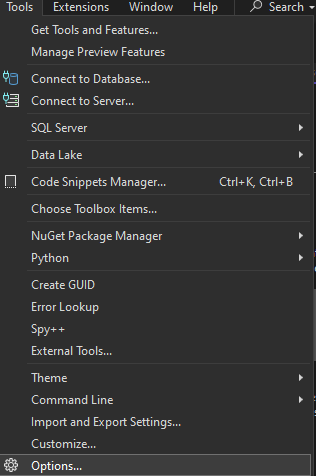 Tools Extensions Window Help Search
Get Tools and Features...
Manage Preview Features
Connect to Database...
Connect to Server...
SQL Server
Data Lake
Code Snippets Manager... Ctrl+K, Ctrl+B
Choose Toolbox Items...
NuGet Package Manager
Python
Create GUID
Error Lookup
Spy++
External Tools...
Theme
Command Line
Import and Export Settings...
Customize...
Options...